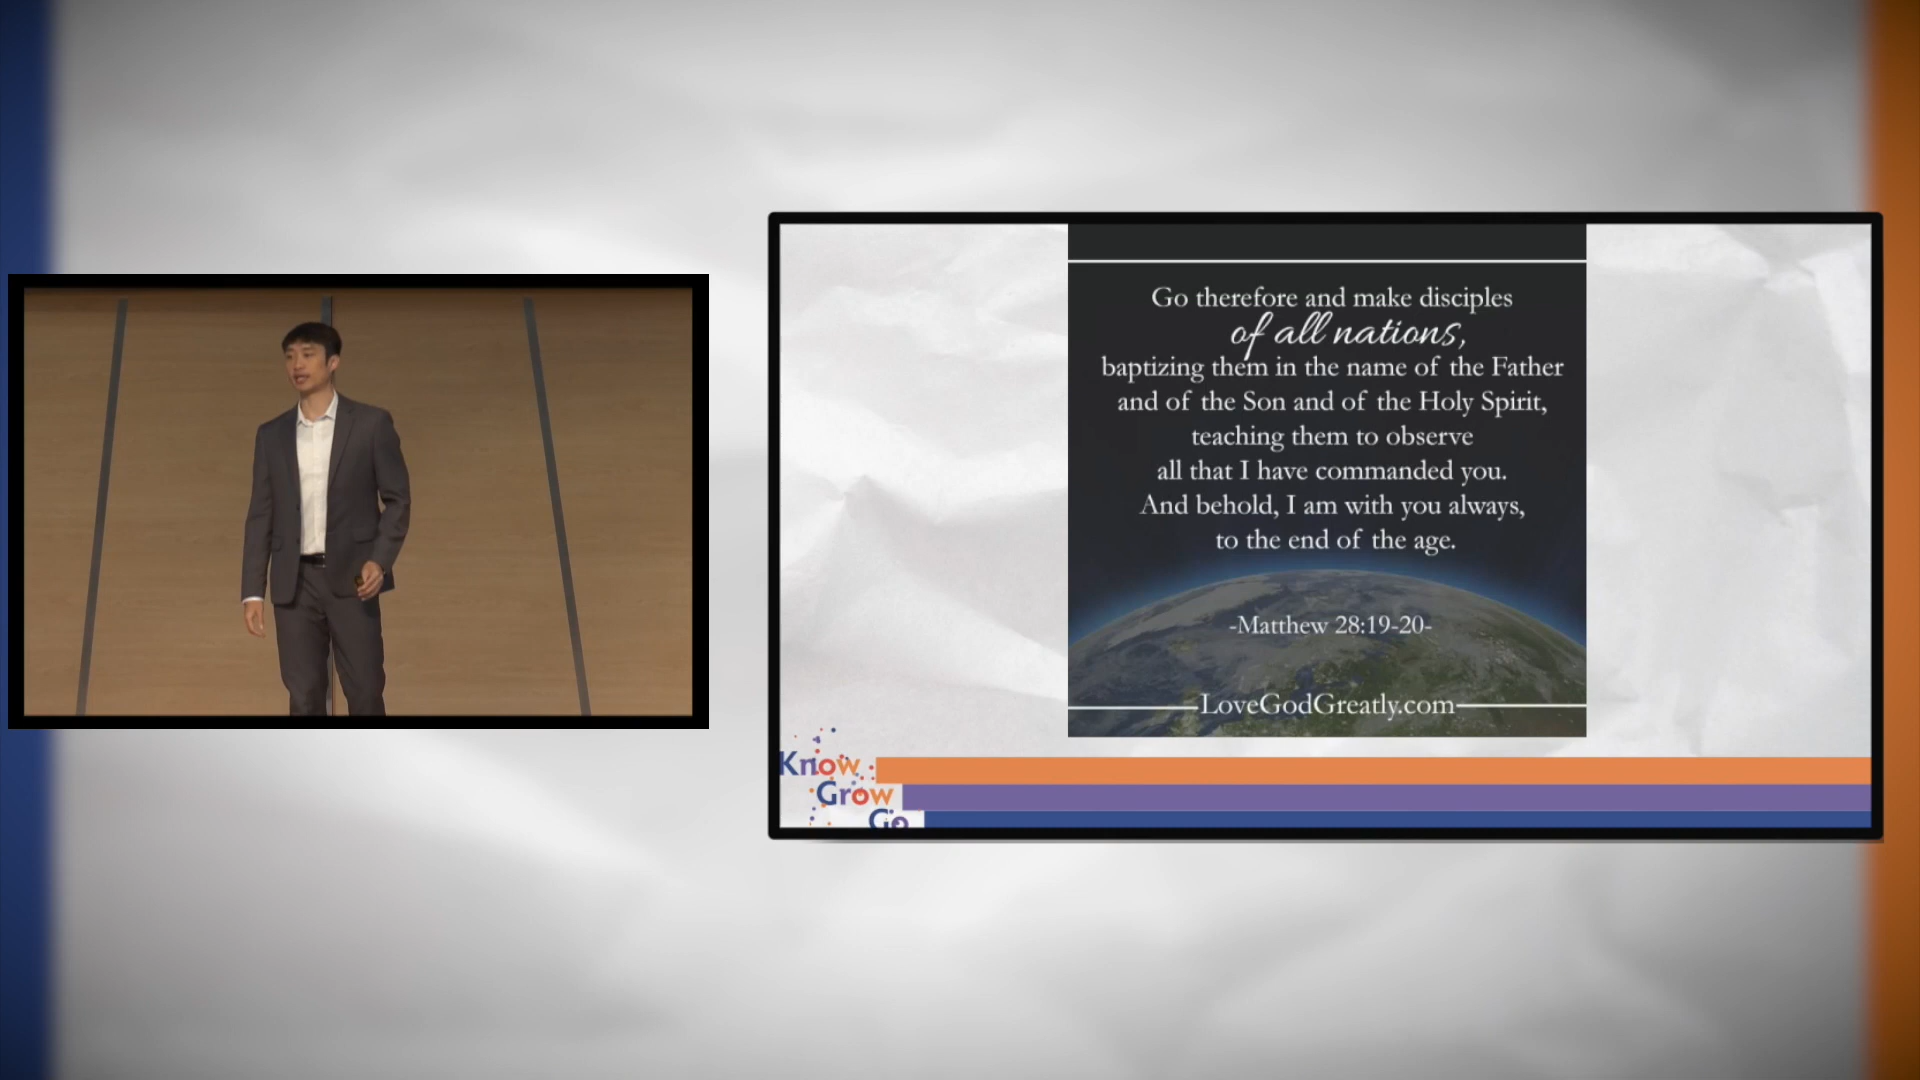 Go therefore and make disciples
of all nations,
baptizing them in the name of the Father
and of the Son and of the Holy Spirit,
teaching them to observe
all that I have commanded you.
And behold, I am with you always,
to the end of the age.
-Matthew 28:19-20-
LoveGodGreatly.com
Know
Grow
Go